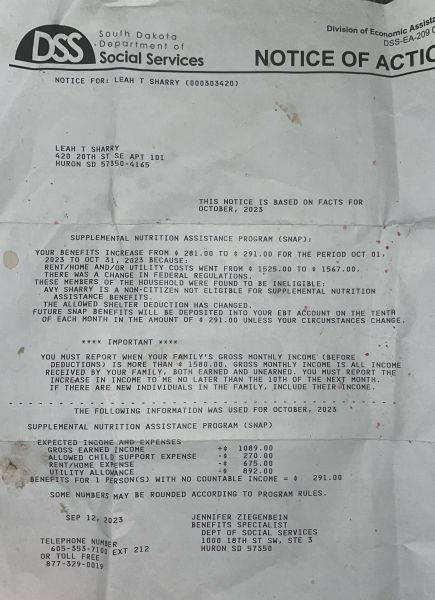 DSS
South Dakota
Department of
Social Services
Division of Economic Assista
DSS-EA-209
NOTICE OF ACTIO
NOTICE FOR: LEAH T SHARRY (000303420)
LEAH T SHARRY
420 20TH ST SE APT 101
HURON SD 57350-4165
THIS NOTICE IS BASED ON FACTS FOR
OCTOBER, 2023
SUPPLEMENTAL NUTRITION ASSISTANCE PROGRAM (SNAP):
YOUR BENEFITS INCREASE FROM $ 281.00 TO $ 291.00 FOR THE PERIOD OCT 01,
2023 TO OCT 31, 2023 BECAUSE:
RENT/HOME AND/OR UTILITY COSTS WENT FROM $ 1525.00 TO $ 1567.00.
THERE WAS A CHANGE IN FEDERAL REGULATIONS.
THESE MEMBERS OF THE HOUSEHOLD WERE FOUND TO BE INELIGIBLE:
AVY SHARRY IS A NON-CITIZEN NOT ELIGIBLE FOR SUPPLEMENTAL NUTRITION
ASSISTANCE BENEFITS.
THE ALLOWED SHELTER DEDUCTION HAS CHANGED.
FUTURE SNAP BENEFITS WILL BE DEPOSITED INTO YOUR EBT ACCOUNT ON THE TENTH
OF EACH MONTH IN THE AMOUNT OF $ 291.00 UNLESS YOUR CIRCUMSTANCES CHANGE.
**** IMPORTANT ****
YOU MUST REPORT WHEN YOUR FAMILY'S GROSS MONTHLY INCOME (BEFORE
DEDUCTIONS) IS MORE THAN $ 1580.00. GROSS MONTHLY INCOME IS ALL INCOME
RECEIVED BY YOUR FAMILY, BOTH EARNED AND UNEARNED. YOU MUST REPORT THE
INCREASE IN INCOME TO ME NO LATER THAN THE 10TH OF THE NEXT MONTH.
IF THERE ARE NEW INDIVIDUALS IN THE FAMILY, INCLUDE THEIR INCOME.
THE FOLLOWING INFORMATION WAS USED FOR OCTOBER, 2023
SUPPLEMENTAL NUTRITION ASSISTANCE PROGRAM (SNAP)
EXPECTED INCOME AND EXPENSES
GROSS EARNED INCOME +$ 1089.00
ALLOWED CHILD SUPPORT EXPENSE -$ 270.00
RENT/HOME EXPENSE -$ 675.00
UTILITY ALLOWANCE -$ 892.00
BENEFITS FOR 1 PERSON(S) WITH NO COUNTABLE INCOME = $ 291.00
SOME NUMBERS MAY BE ROUNDED ACCORDING TO PROGRAM RULES.
SEP 12, 2023
JENNIFER ZIEGENBEIN
BENEFITS SPECIALIST
DEPT OF SOCIAL SERVICES
1000 18TH ST SW, STE 3
HURON SD 57350
TELEPHONE NUMBER
605-353-7100 EXT 212
OR TOLL FREE
877-329-0019